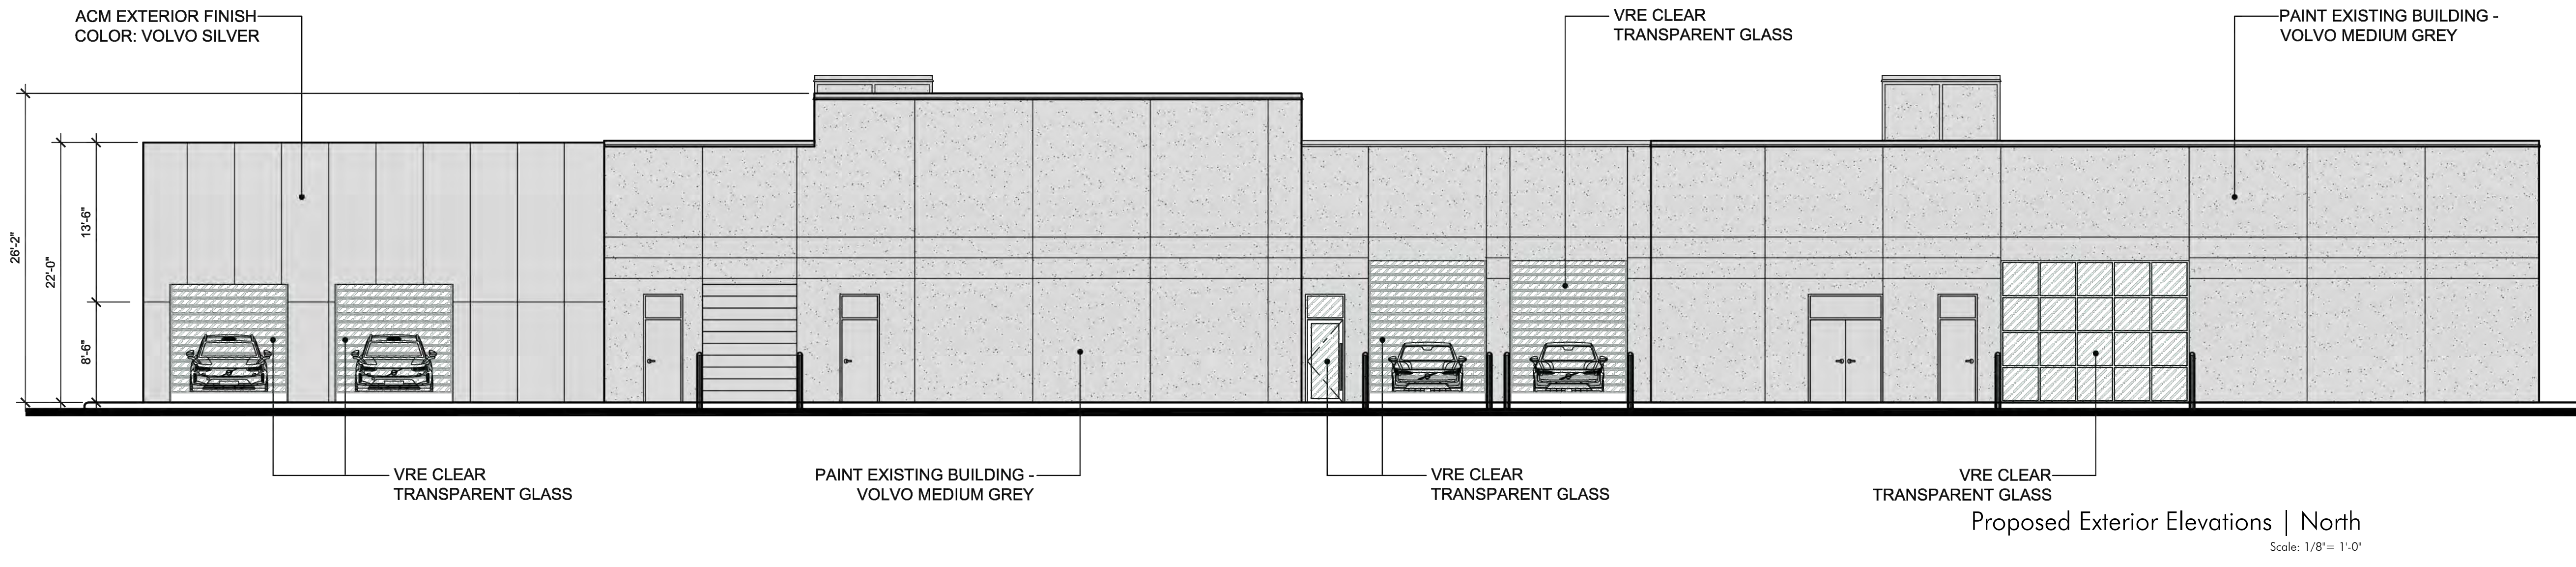 ACM EXTERIOR FINISH
COLOR: VOLVO SILVER
VRE CLEAR
TRANSPARENT GLASS
PAINT EXISTING BUILDING -
VOLVO MEDIUM GREY
26'-2"
22'-0"
13'-6"
8'-6"
VRE CLEAR
TRANSPARENT GLASS
PAINT EXISTING BUILDING -
VOLVO MEDIUM GREY
VRE CLEAR
TRANSPARENT GLASS
VRE CLEAR
TRANSPARENT GLASS
Proposed Exterior Elevations | North
Scale: 1/8"= 1'-0"